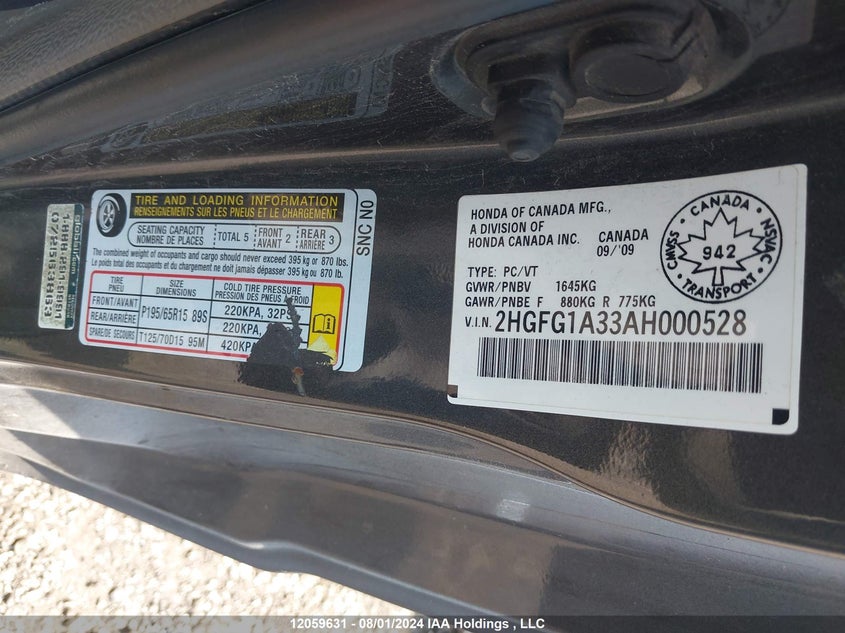 TIRE AND LOADING INFORMATION
RENSEIGNEMENTS SUR LES PNEUS ET LE CHARGEMENT
SEATING CAPACITY
NOMBRE DE PLACES
TOTAL 5
FRONT
AVANT 2
REAR
ARRIÈRE 3
The combined weight of occupants and cargo should never exceed 395 kg or 870 lbs.
Le poids total des occupants et du chargement ne doit jamais dépasser 395 kg ou 870 lb.
TIRE
PNEU
SIZE
DIMENSIONS
COLD TIRE PRESSURE
PRESSION DES PNEUS À FROID
FRONT/AVANT
P195/65R15 89S
220KPA, 32PS
REAR/ARRIÈRE
220KPA,
SPARE/DE SECOURS
T125/70D15 95M
420KPA
SNC N0
HONDA OF CANADA MFG.,
A DIVISION OF
HONDA CANADA INC.
CANADA
09/'09
TYPE: PC/VT
GVWR/PNBV 1645KG
GAWR/PNBE F 880KG R 775KG
V.I.N. 2HGFG1A33AH000528
CANADA
CMVSS
942
NSVAC
TRANSPORT
12059631 - 08/01/2024 IAA Holdings , LLC